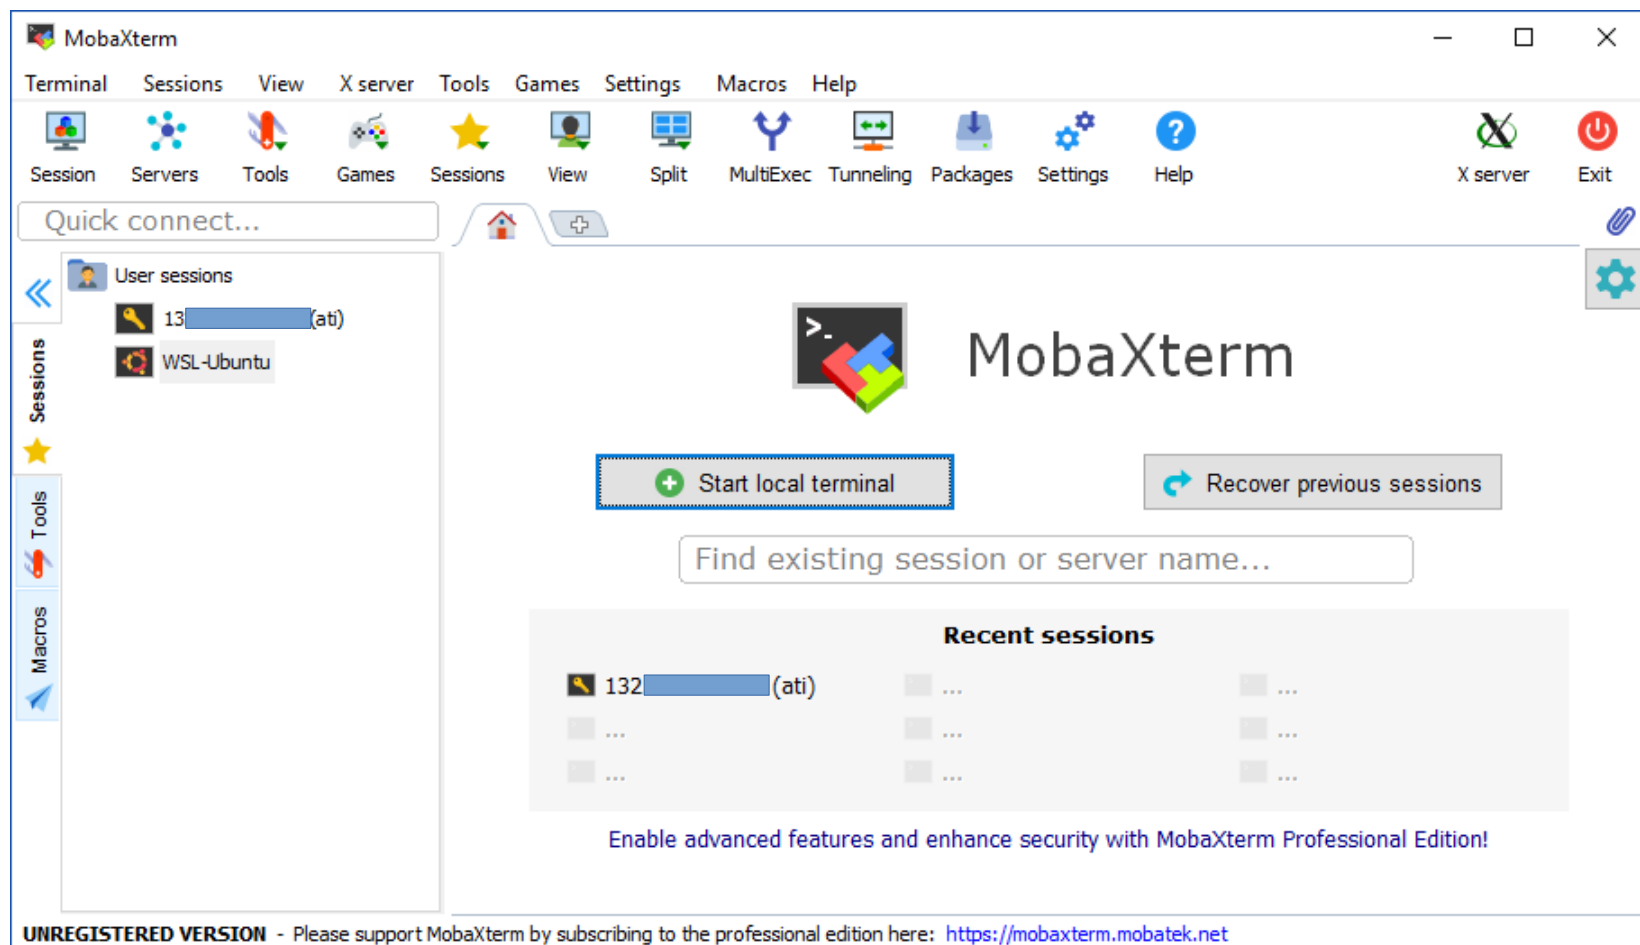 MobaXterm
Terminal Sessions View X server Tools Games Settings Macros Help
Session Servers Tools Games Sessions View Split MultiExec Tunneling Packages Settings Help X server Exit
Quick connect...
User sessions
13 (ati)
WSL-Ubuntu
Sessions
Tools
Macros
>_
MobaXterm
Start local terminal
Recover previous sessions
Find existing session or server name...
Recent sessions
132 (ati) ... ...
... ... ...
... ... ...
Enable advanced features and enhance security with MobaXterm Professional Edition!
UNREGISTERED VERSION - Please support MobaXterm by subscribing to the professional edition here: https://mobaxterm.mobatek.net